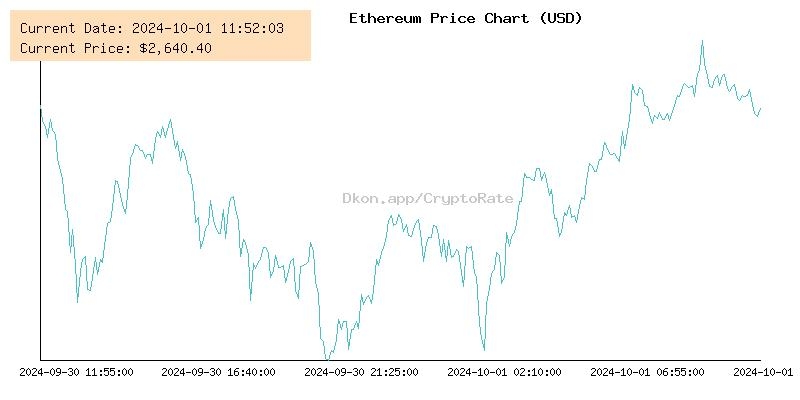 Ethereum Price Chart (USD)
Current Date: 2024-10-01 11:52:03
Current Price: $2,640.40
Dkon.app/CryptoRate
2024-09-30 11:55:00 2024-09-30 16:40:00 2024-09-30 21:25:00 2024-10-01 02:10:00 2024-10-01 06:55:00 2024-10-01